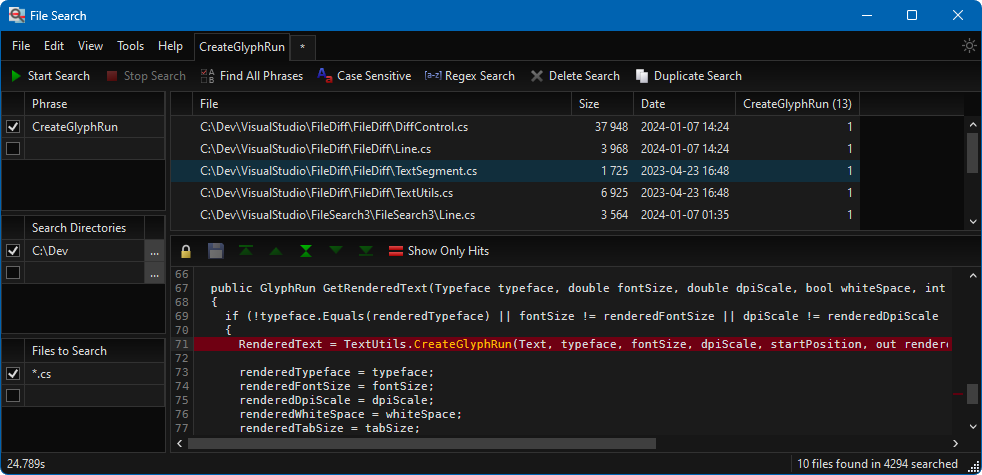 File Search
File Edit View Tools Help CreateGlyphRun *
Start Search Stop Search Find All Phrases Case Sensitive [a-z] Regex Search Delete Search Duplicate Search
Phrase
CreateGlyphRun
Search Directories
C:\Dev ...
...
Files to Search
*.cs
File Size Date CreateGlyphRun (13)
C:\Dev\VisualStudio\FileDiff\FileDiff\DiffControl.cs 37 948 2024-01-07 14:24 1
C:\Dev\VisualStudio\FileDiff\FileDiff\Line.cs 3 968 2024-01-07 14:24 1
C:\Dev\VisualStudio\FileDiff\FileDiff\TextSegment.cs 1 725 2023-04-23 16:48 1
C:\Dev\VisualStudio\FileDiff\FileDiff\TextUtils.cs 6 925 2023-04-23 16:48 1
C:\Dev\VisualStudio\FileSearch3\FileSearch3\Line.cs 3 564 2024-01-07 01:35 1
Show Only Hits
66
67 public GlyphRun GetRenderedText(Typeface typeface, double fontSize, double dpiScale, bool whiteSpace, int
68 {
69 if (!typeface.Equals(renderedTypeface) || fontSize != renderedFontSize || dpiScale != renderedDpiScale
70 {
71 RenderedText = TextUtils.CreateGlyphRun(Text, typeface, fontSize, dpiScale, startPosition, out rendere
72
73 renderedTypeface = typeface;
74 renderedFontSize = fontSize;
75 renderedDpiScale = dpiScale;
76 renderedWhiteSpace = whiteSpace;
77 renderedTabSize = tabSize;
24.789s 10 files found in 4294 searched